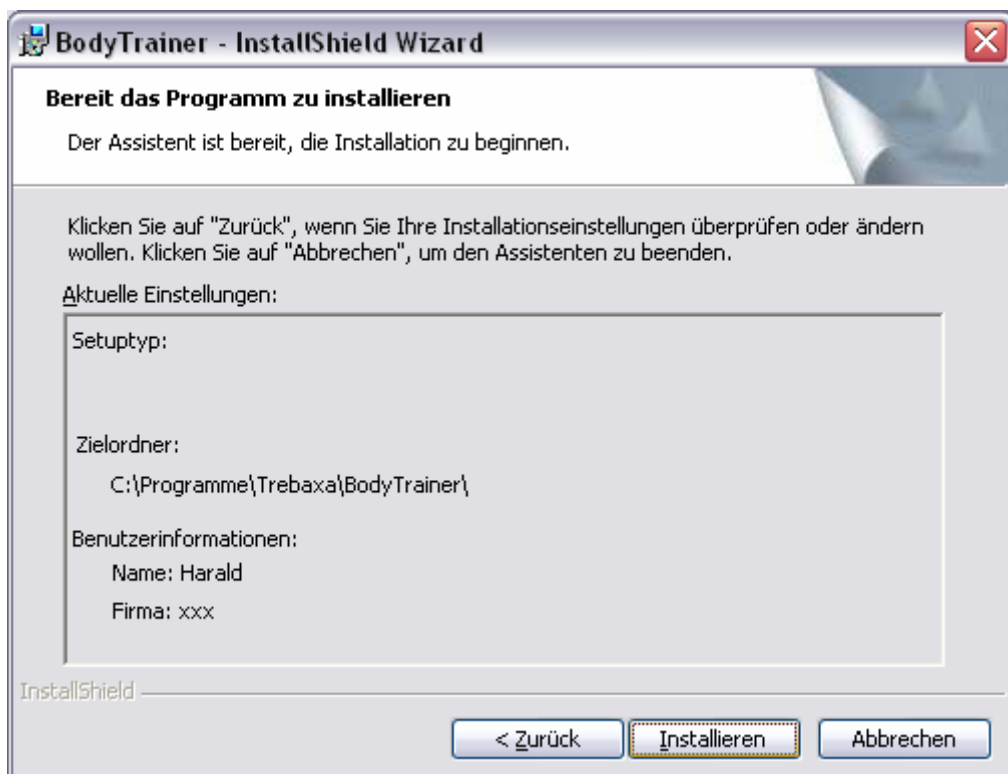 BodyTrainer - InstallShield Wizard
Bereit das Programm zu installieren
Der Assistent ist bereit, die Installation zu beginnen.
Klicken Sie auf "Zurück", wenn Sie Ihre Installationseinstellungen überprüfen oder ändern
wollen. Klicken Sie auf "Abbrechen", um den Assistenten zu beenden.
Aktuelle Einstellungen:
Setuptyp:
Zielordner:
C:\Programme\Trebaxa\BodyTrainer\
Benutzerinformationen:
Name: Harald
Firma: xxx
InstallShield
< Zurück Installieren Abbrechen